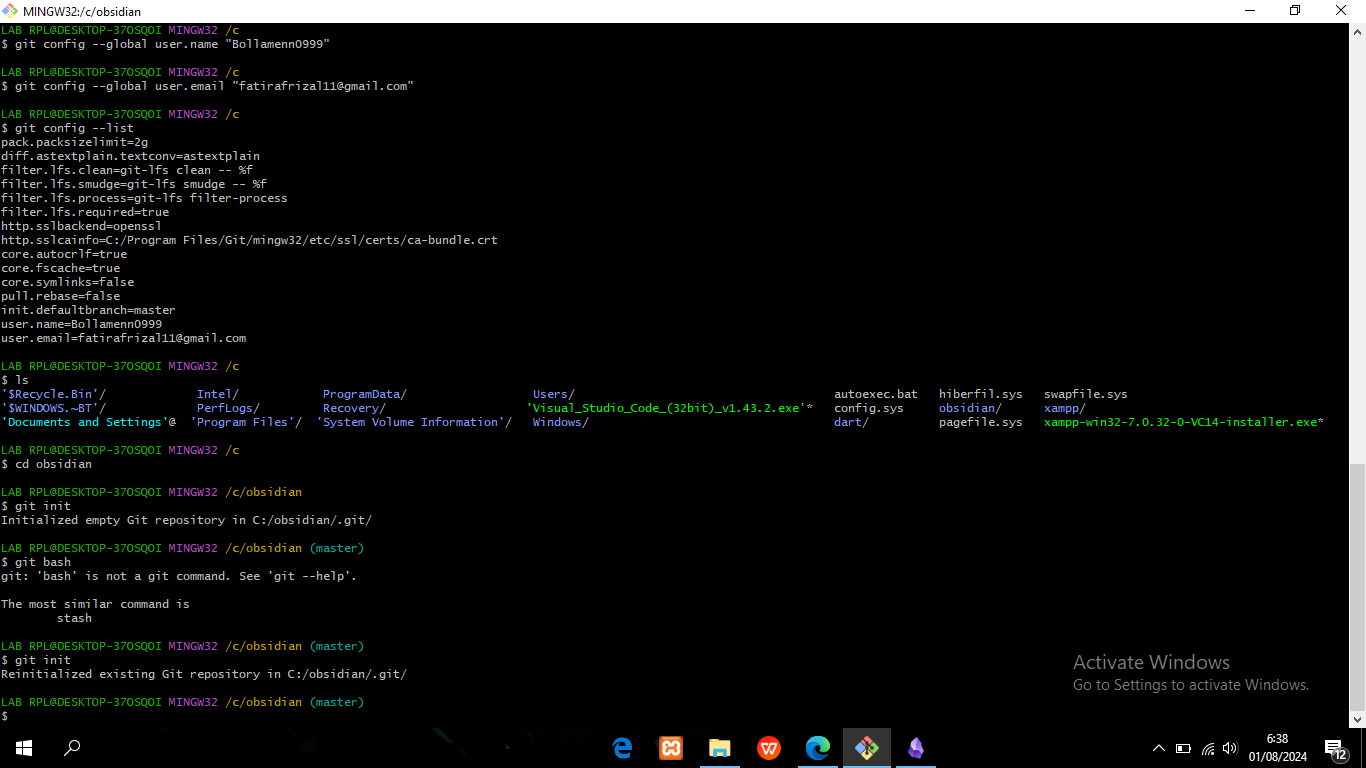 MINGW32:/c/obsidian
LAB RPL@DESKTOP-37OSQOI MINGW32 /c
$ git config --global user.name "Bollamenn0999"
LAB RPL@DESKTOP-37OSQOI MINGW32 /c
$ git config --global user.email "fatirafrizal11@gmail.com"
LAB RPL@DESKTOP-37OSQOI MINGW32 /c
$ git config --list
pack.packsizelimit=2g
diff.astextplain.textconv=astextplain
filter.lfs.clean=git-lfs clean -- %f
filter.lfs.smudge=git-lfs smudge -- %f
filter.lfs.process=git-lfs filter-process
filter.lfs.required=true
http.sslbackend=openssl
http.sslcainfo=C:/Program Files/Git/mingw32/etc/ssl/certs/ca-bundle.crt
core.autocrlf=true
core.fscache=true
core.symlinks=false
pull.rebase=false
init.defaultbranch=master
user.name=Bollamenn0999
user.email=fatirafrizal11@gmail.com
LAB RPL@DESKTOP-37OSQOI MINGW32 /c
$ ls
'$Recycle.Bin'/ Intel/ ProgramData/ Users/ autoexec.bat hiberfil.sys swapfile.sys
'$WINDOWS.~BT'/ PerfLogs/ Recovery/ 'Visual_Studio_Code_(32bit)_v1.43.2.exe'* config.sys obsidian/ xampp/
'Documents and Settings'@ 'Program Files'/ 'System Volume Information'/ Windows/ dart/ pagefile.sys xampp-win32-7.0.32-0-VC14-installer.exe*
LAB RPL@DESKTOP-37OSQOI MINGW32 /c
$ cd obsidian
LAB RPL@DESKTOP-37OSQOI MINGW32 /c/obsidian
$ git init
Initialized empty Git repository in C:/obsidian/.git/
LAB RPL@DESKTOP-37OSQOI MINGW32 /c/obsidian (master)
$ git bash
git: 'bash' is not a git command. See 'git --help'.
The most similar command is
stash
LAB RPL@DESKTOP-37OSQOI MINGW32 /c/obsidian (master)
$ git init
Reinitialized existing Git repository in C:/obsidian/.git/
LAB RPL@DESKTOP-37OSQOI MINGW32 /c/obsidian (master)
$
Activate Windows
Go to Settings to activate Windows.
6:38
01/08/2024
12